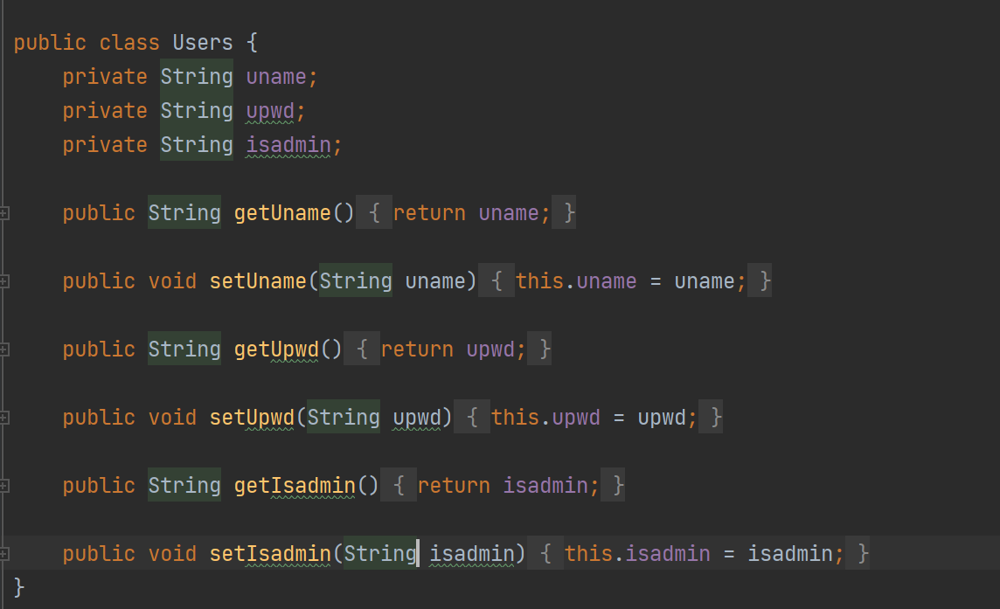 public class Users {
private String uname;
private String upwd;
private String isadmin;
public String getUname() { return uname; }
public void setUname(String uname) { this.uname = uname; }
public String getUpwd() { return upwd; }
public void setUpwd(String upwd) { this.upwd = upwd; }
public String getIsadmin() { return isadmin; }
public void setIsadmin(String isadmin) { this.isadmin = isadmin; }
}